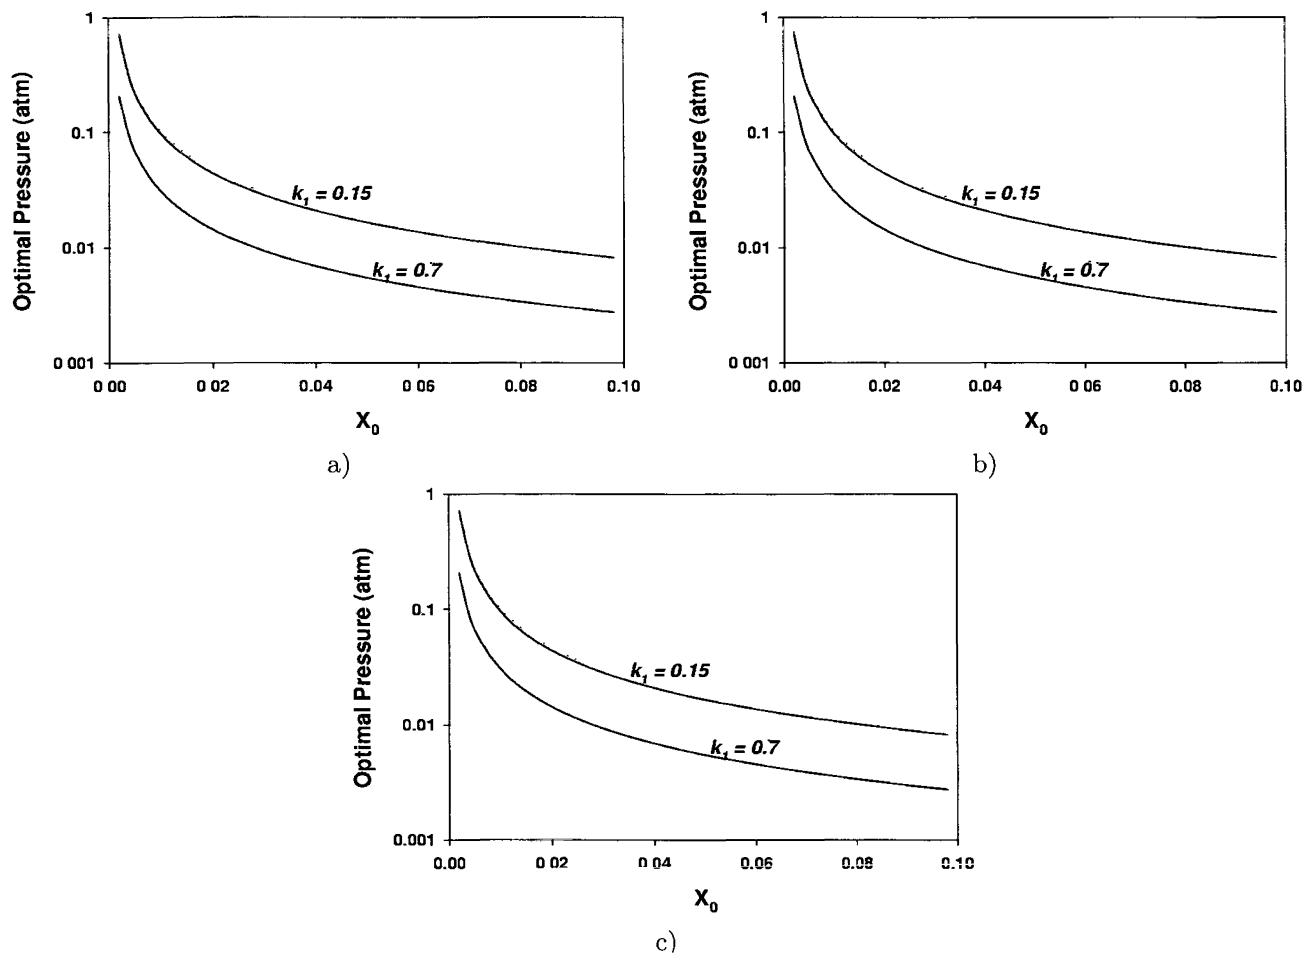 Optimal Pressure (atm)
1
0.1
0.01
0 001
k1 = 0.15
k1 = 0.7
0 00
0 02
0.04
0 06
0.08
0.10
X0
a)
Optimal Pressure (atm)
1
0.1
0.01
0.001
k1 = 0.15
k1 = 0.7
0.00
0.02
0.04
0 06
0.08
0.10
X0
b)
Optimal Pressure (atm)
1
0.1
0.01
0.001
k1 = 0.15
k1 = 0.7
0.00
0 02
0 04
0.06
0.08
0.10
X0
c)